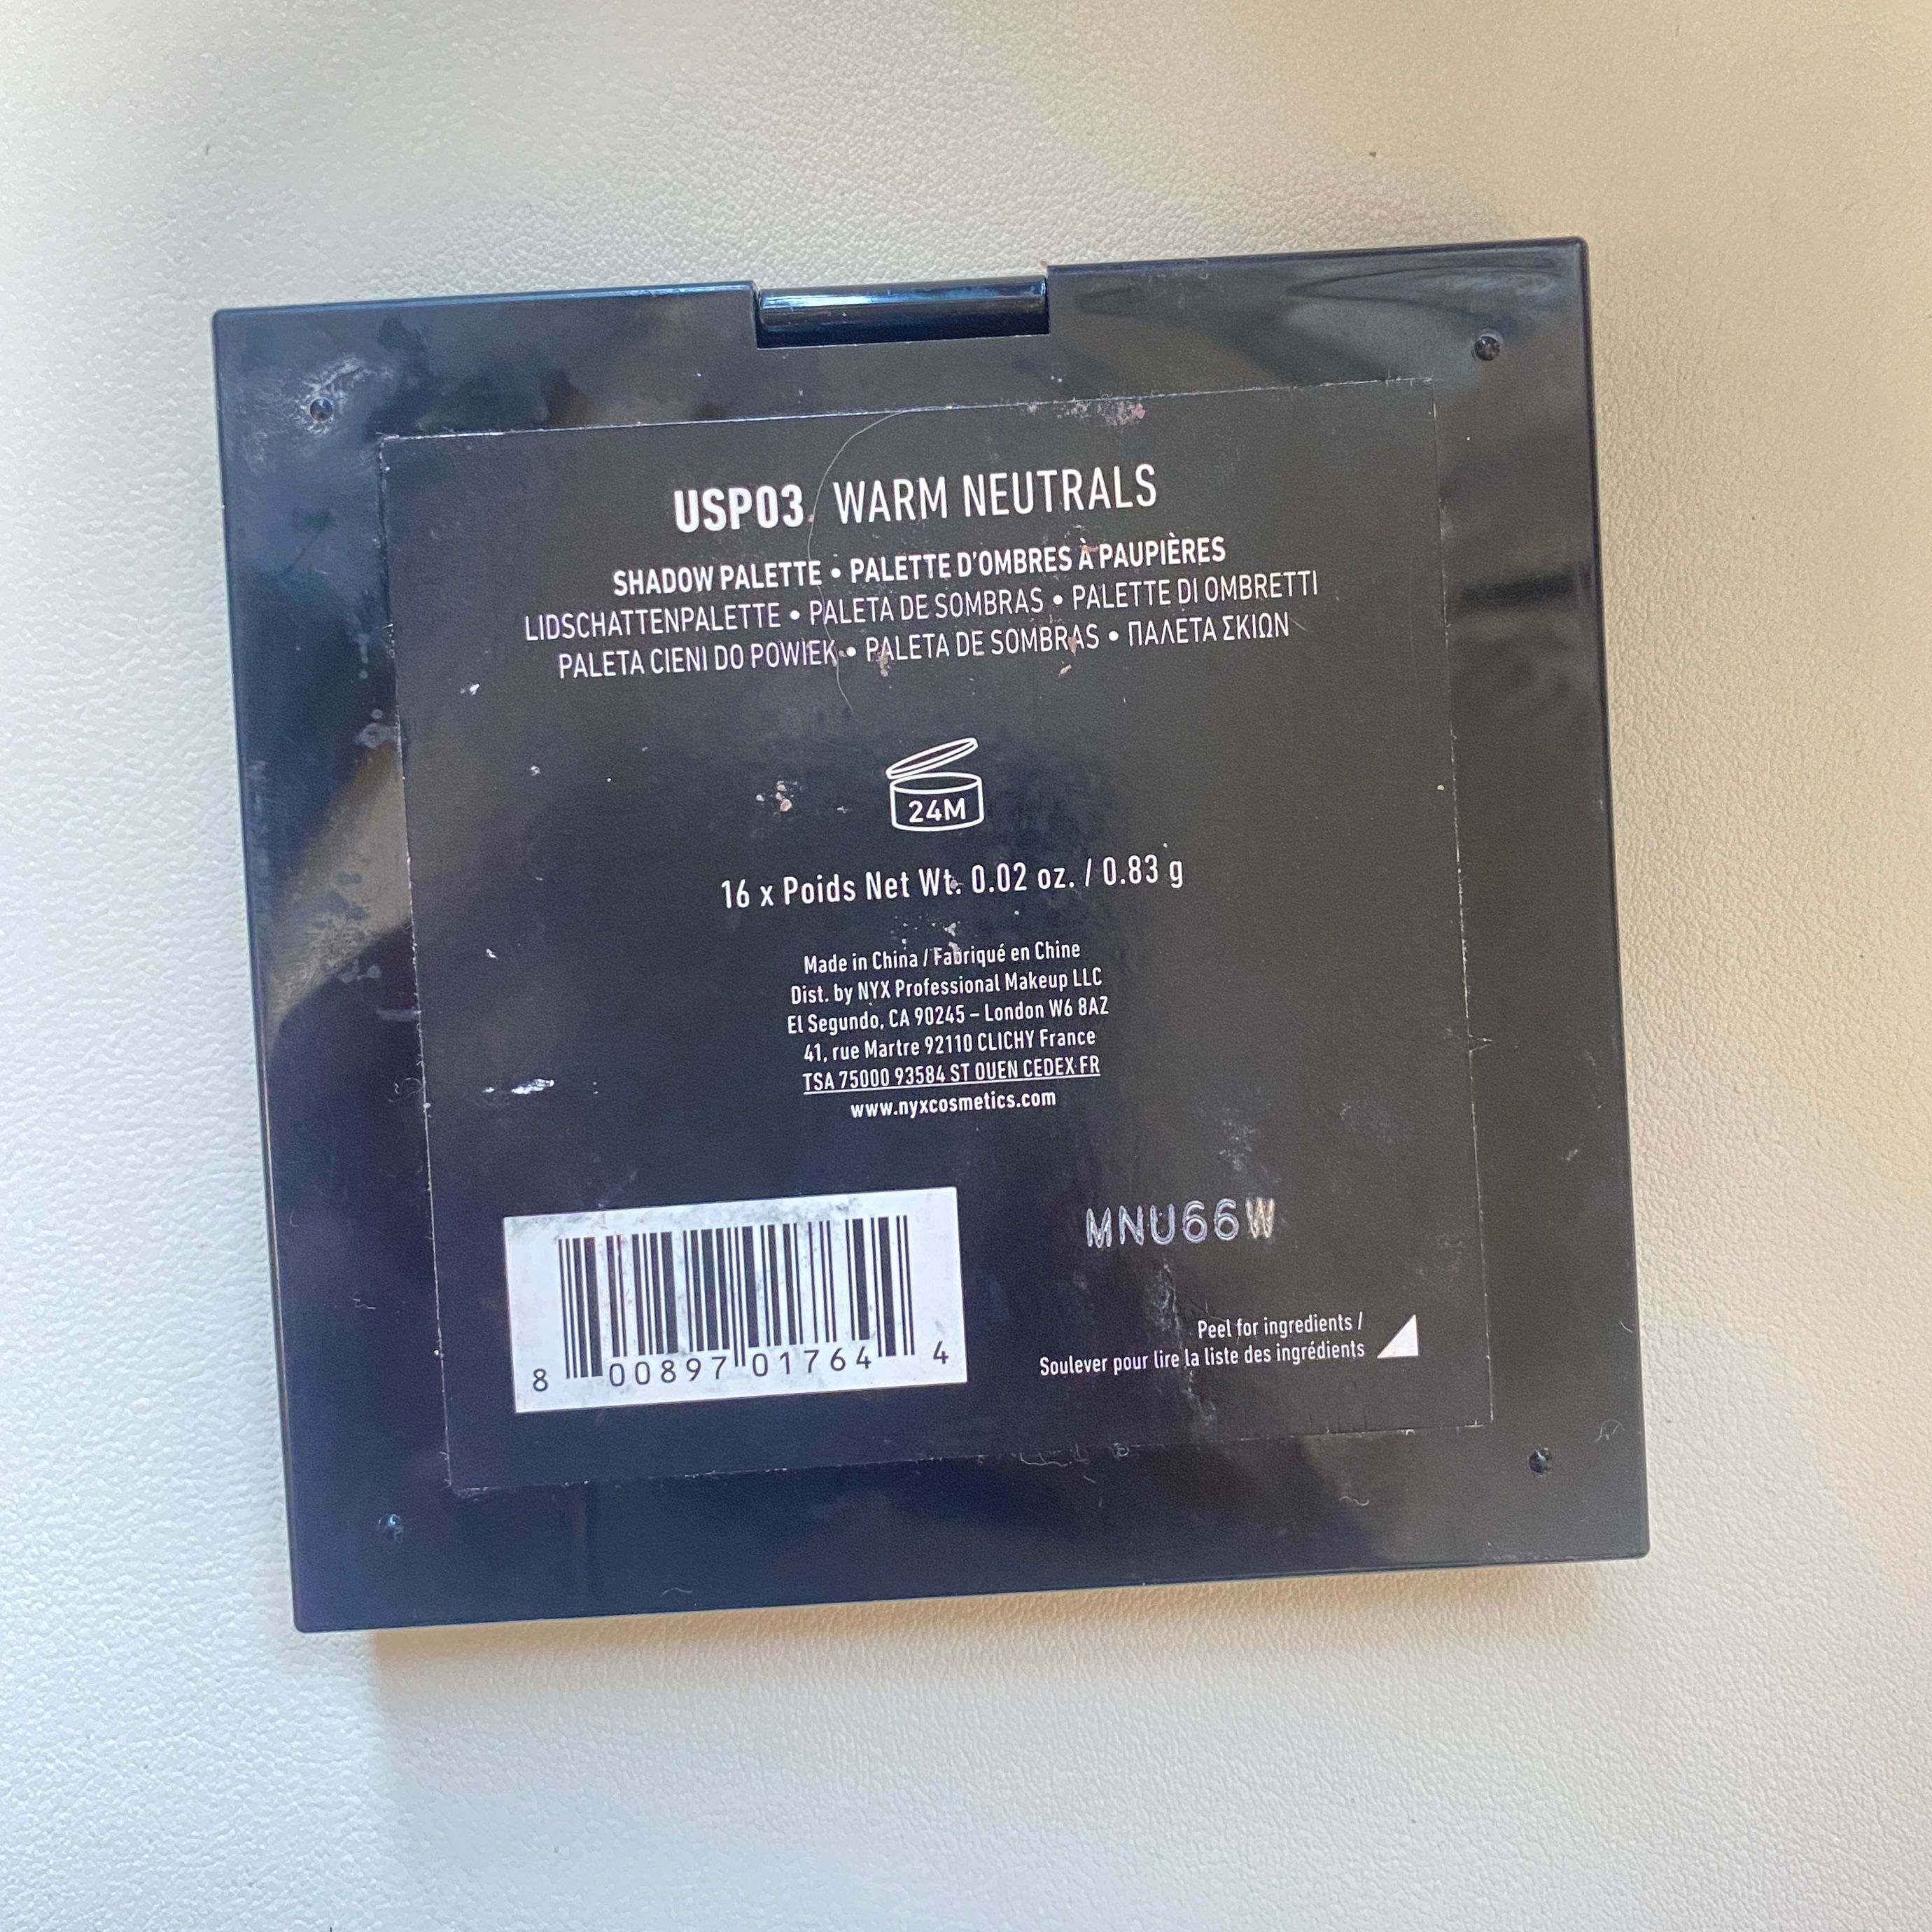 USP03 WARM NEUTRALS
SHADOW PALETTE • PALETTE D'OMBRES À PAUPIÈRES
LIDSCHATTENPALETTE • PALETA DE SOMBRAS • PALETTE DI OMBRETTI
PALETA CIENI DO POWIEK • PALETA DE SOMBRAS • ΠΑΛΕΤΑ ΣΚΙΩΝ
24M
16 x Poids Net Wt. 0.02 oz. / 0.83 g
Made in China / Fabriqué en Chine
Dist. by NYX Professional Makeup LLC
El Segundo, CA 90245 – London W6 8AZ
41, rue Martre 92110 CLICHY France
TSA 75000 93584 ST OUEN CEDEX FR
www.nyxcosmetics.com
MNU66W
Peel for ingredients /
Soulever pour lire la liste des ingrédients
8 00897 01764 4